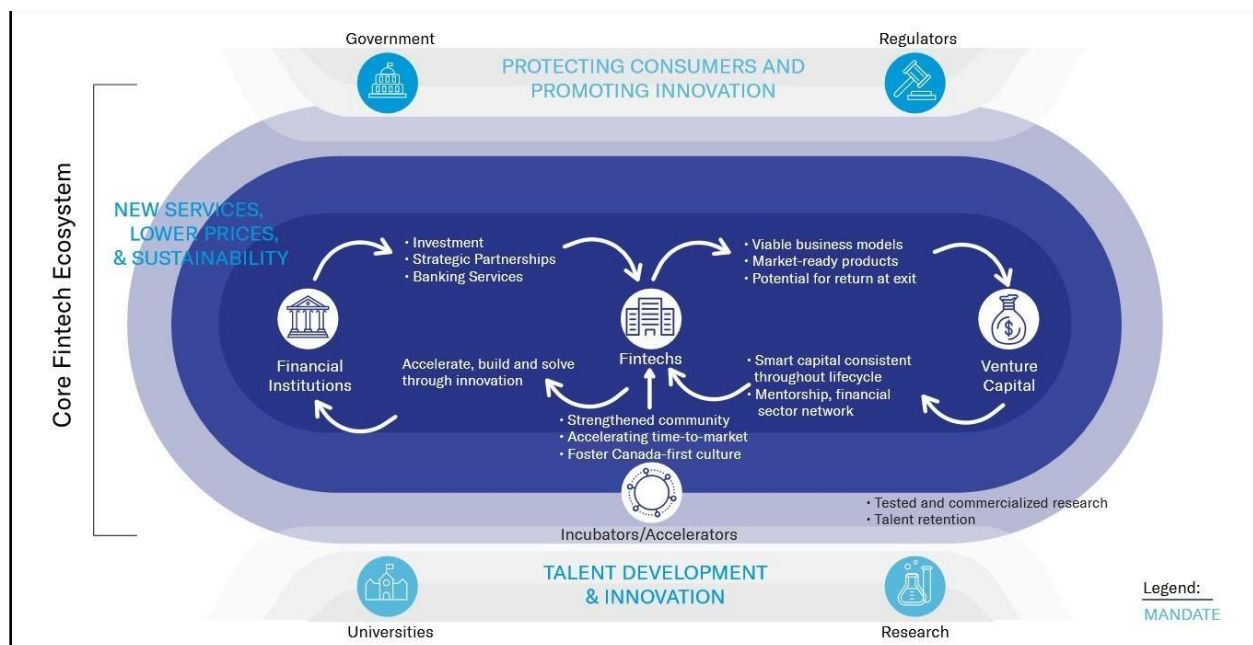 Government
Regulators
PROTECTING CONSUMERS AND
PROMOTING INNOVATION
Core Fintech Ecosystem
NEW SERVICES,
LOWER PRICES,
& SUSTAINABILITY
• Investment
• Strategic Partnerships
• Banking Services
• Viable business models
• Market-ready products
• Potential for return at exit
$
Financial
Institutions
Fintechs
Venture
Capital
Accelerate, build and solve
through innovation
• Smart capital consistent
throughout lifecycle
• Mentorship, financial
sector network
• Strengthened community
• Accelerating time-to-market
• Foster Canada-first culture
• Tested and commercialized research
• Talent retention
Incubators/Accelerators
TALENT DEVELOPMENT
& INNOVATION
Universities
Research
Legend:
MANDATE